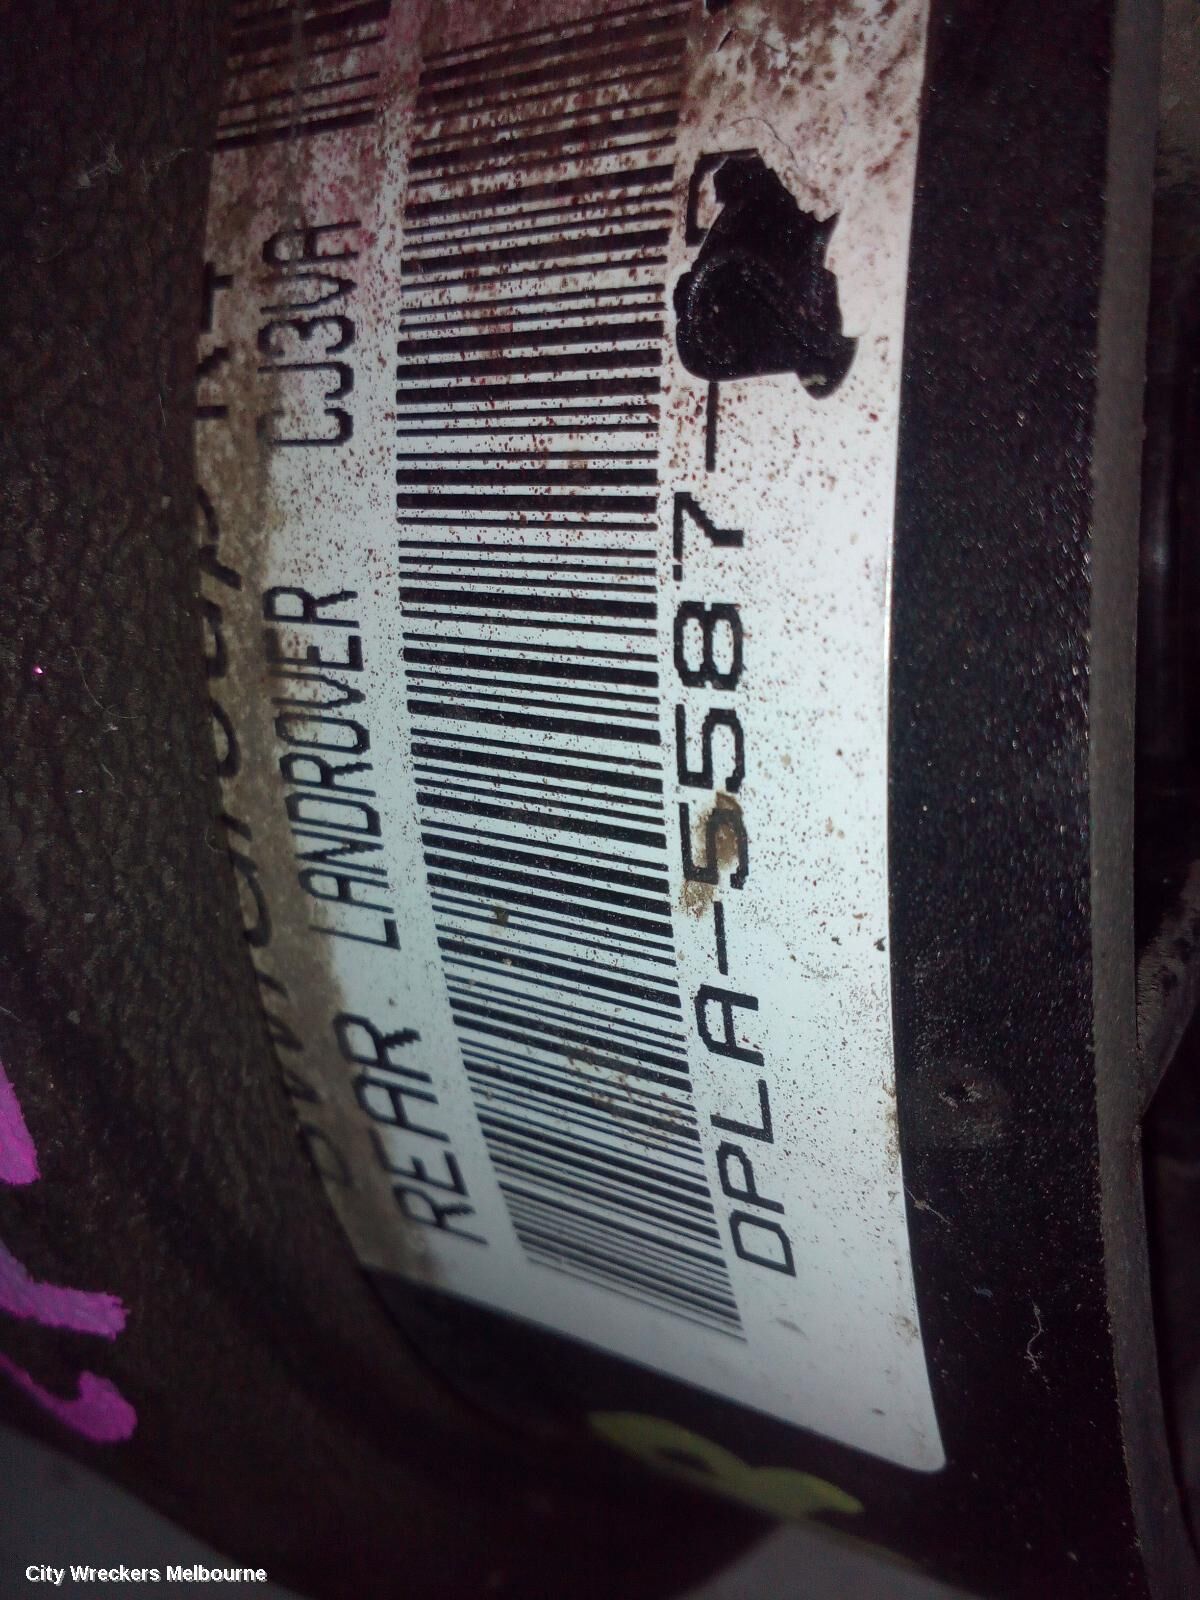 DPLA-5587-
REAR LANDROVER CJ3VA
City Wreckers Melbourne